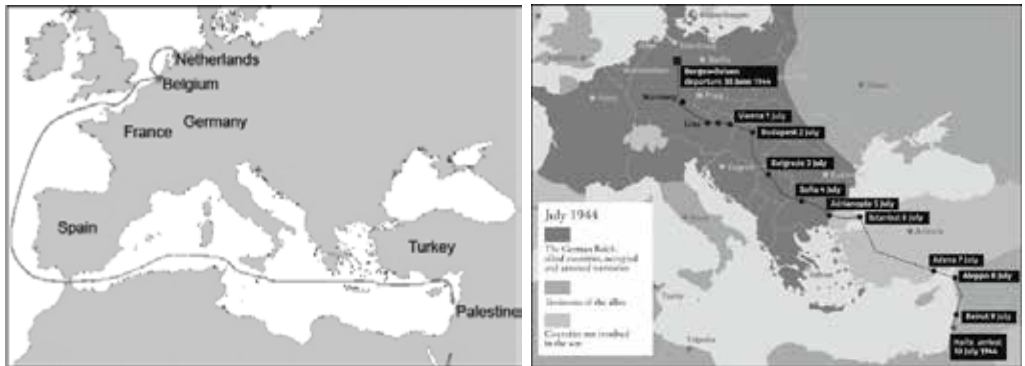 Netherlands
Belgium
France
Germany
Spain
Turkey
Palestine
Bergen-Belsen
departure 30 June 1944
Vienna 1 July
Budapest 2 July
Belgrade 3 July
Sofia 4 July
Adrianople 5 July
Istanbul 6 July
Adana 7 July
Aleppo 8 July
Beirut 9 July
Haifa arrival
10 July 1944
July 1944
The German Reich,
allied countries, occupied
and annexed territories
Territories of the allies
Countries not involved
in the war